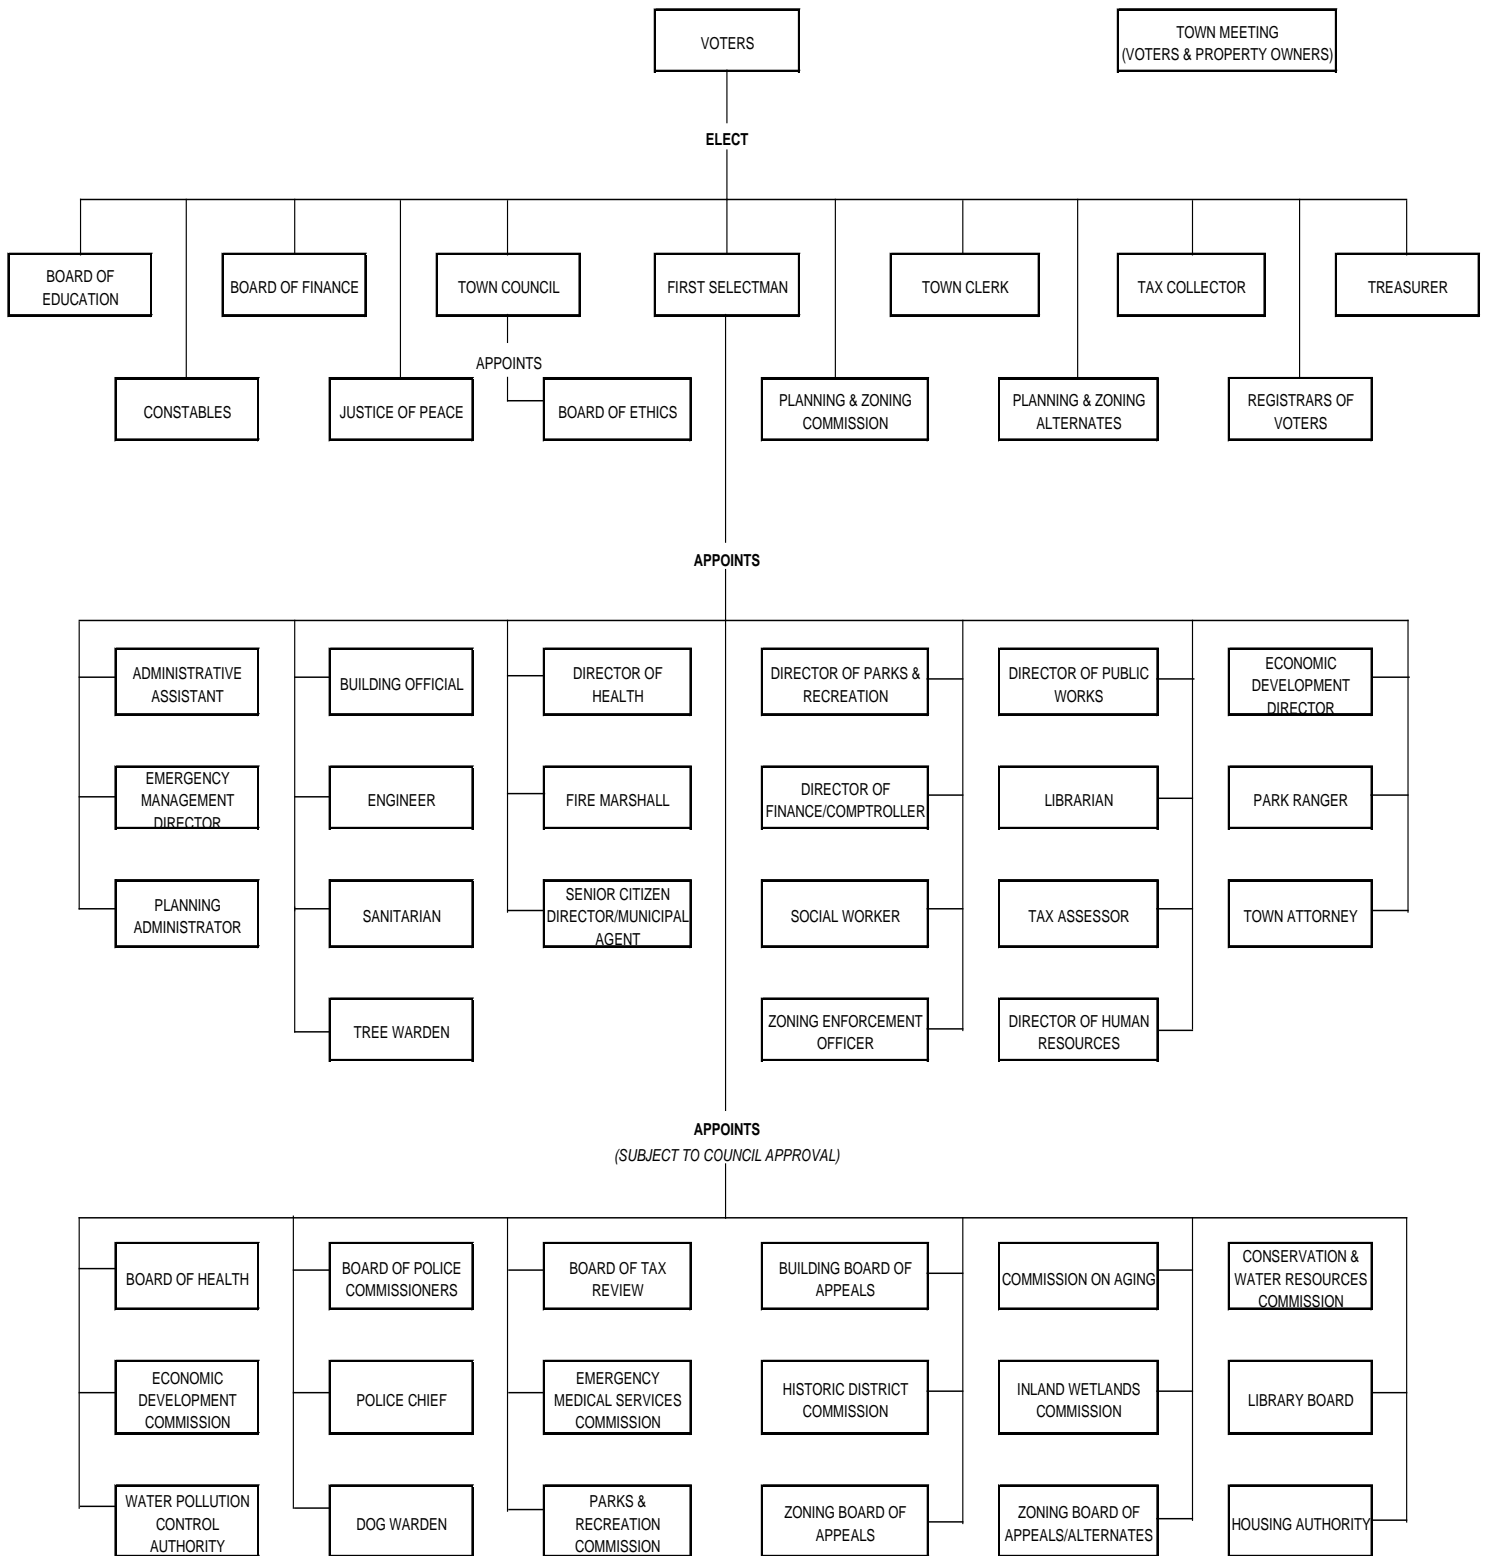 VOTERS
TOWN MEETING
(VOTERS & PROPERTY OWNERS)
ELECT
BOARD OF
EDUCATION
BOARD OF FINANCE
TOWN COUNCIL
FIRST SELECTMAN
TOWN CLERK
TAX COLLECTOR
TREASURER
APPOINTS
CONSTABLES
JUSTICE OF PEACE
BOARD OF ETHICS
PLANNING & ZONING
COMMISSION
PLANNING & ZONING
ALTERNATES
REGISTRARS OF
VOTERS
APPOINTS
ADMINISTRATIVE
ASSISTANT
BUILDING OFFICIAL
DIRECTOR OF
HEALTH
DIRECTOR OF PARKS &
RECREATION
DIRECTOR OF PUBLIC
WORKS
ECONOMIC
DEVELOPMENT
DIRECTOR
EMERGENCY
MANAGEMENT
DIRECTOR
ENGINEER
FIRE MARSHALL
DIRECTOR OF
FINANCE/COMPTROLLER
LIBRARIAN
PARK RANGER
PLANNING
ADMINISTRATOR
SANITARIAN
SENIOR CITIZEN
DIRECTOR/MUNICIPAL
AGENT
SOCIAL WORKER
TAX ASSESSOR
TOWN ATTORNEY
TREE WARDEN
ZONING ENFORCEMENT
OFFICER
DIRECTOR OF HUMAN
RESOURCES
APPOINTS
(SUBJECT TO COUNCIL APPROVAL)
BOARD OF HEALTH
BOARD OF POLICE
COMMISSIONERS
BOARD OF TAX
REVIEW
BUILDING BOARD OF
APPEALS
COMMISSION ON AGING
CONSERVATION &
WATER RESOURCES
COMMISSION
ECONOMIC
DEVELOPMENT
COMMISSION
POLICE CHIEF
EMERGENCY
MEDICAL SERVICES
COMMISSION
HISTORIC DISTRICT
COMMISSION
INLAND WETLANDS
COMMISSION
LIBRARY BOARD
WATER POLLUTION
CONTROL
AUTHORITY
DOG WARDEN
PARKS &
RECREATION
COMMISSION
ZONING BOARD OF
APPEALS
ZONING BOARD OF
APPEALS/ALTERNATES
HOUSING AUTHORITY